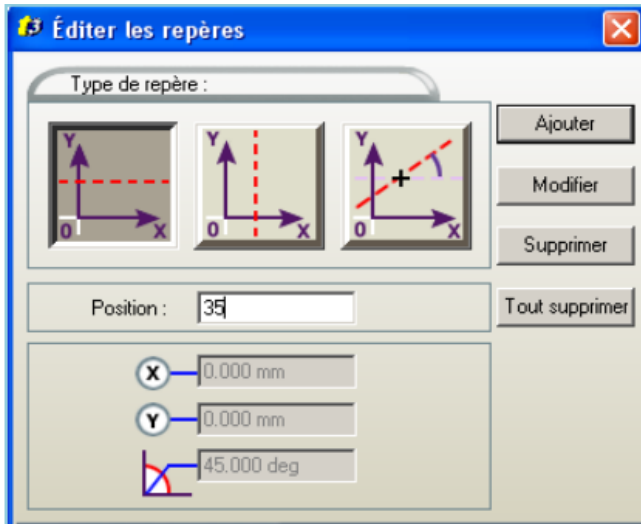 Éditer les repères
Type de repère :
Y
0 X
Y
0 X
Y
0 X
Ajouter
Modifier
Supprimer
Tout supprimer
Position : 35
X 0.000 mm
Y 0.000 mm
45.000 deg